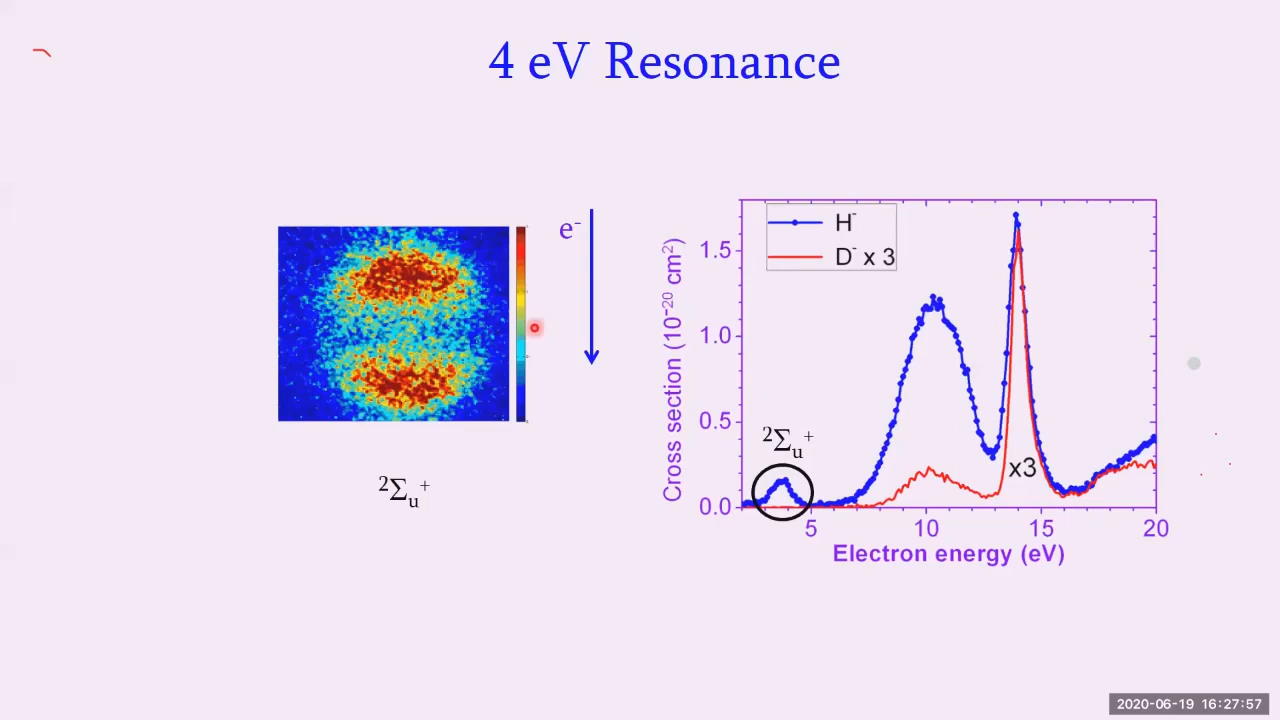 4 eV Resonance
e⁻
²Σᵤ⁺
H⁻
D⁻ x 3
Cross section (10⁻²⁰ cm²)
1.5
1.0
0.5
0.0
²Σᵤ⁺
x3
5
10
15
20
Electron energy (eV)
2020-06-19 16:27:57